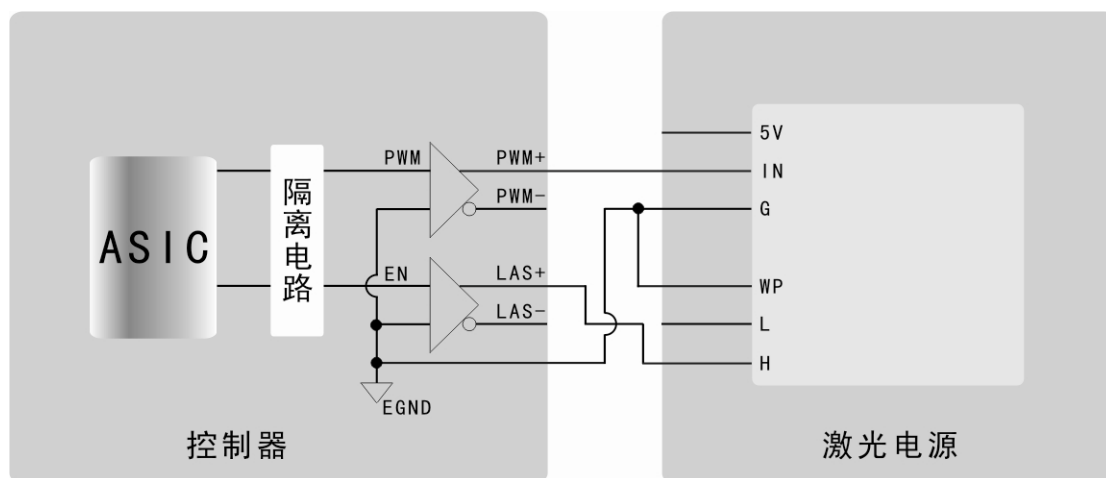 ASIC
隔离电路
PWM
PWM+
PWM-
EN
LAS+
LAS-
EGND
控制器
5V
IN
G
WP
L
H
激光电源